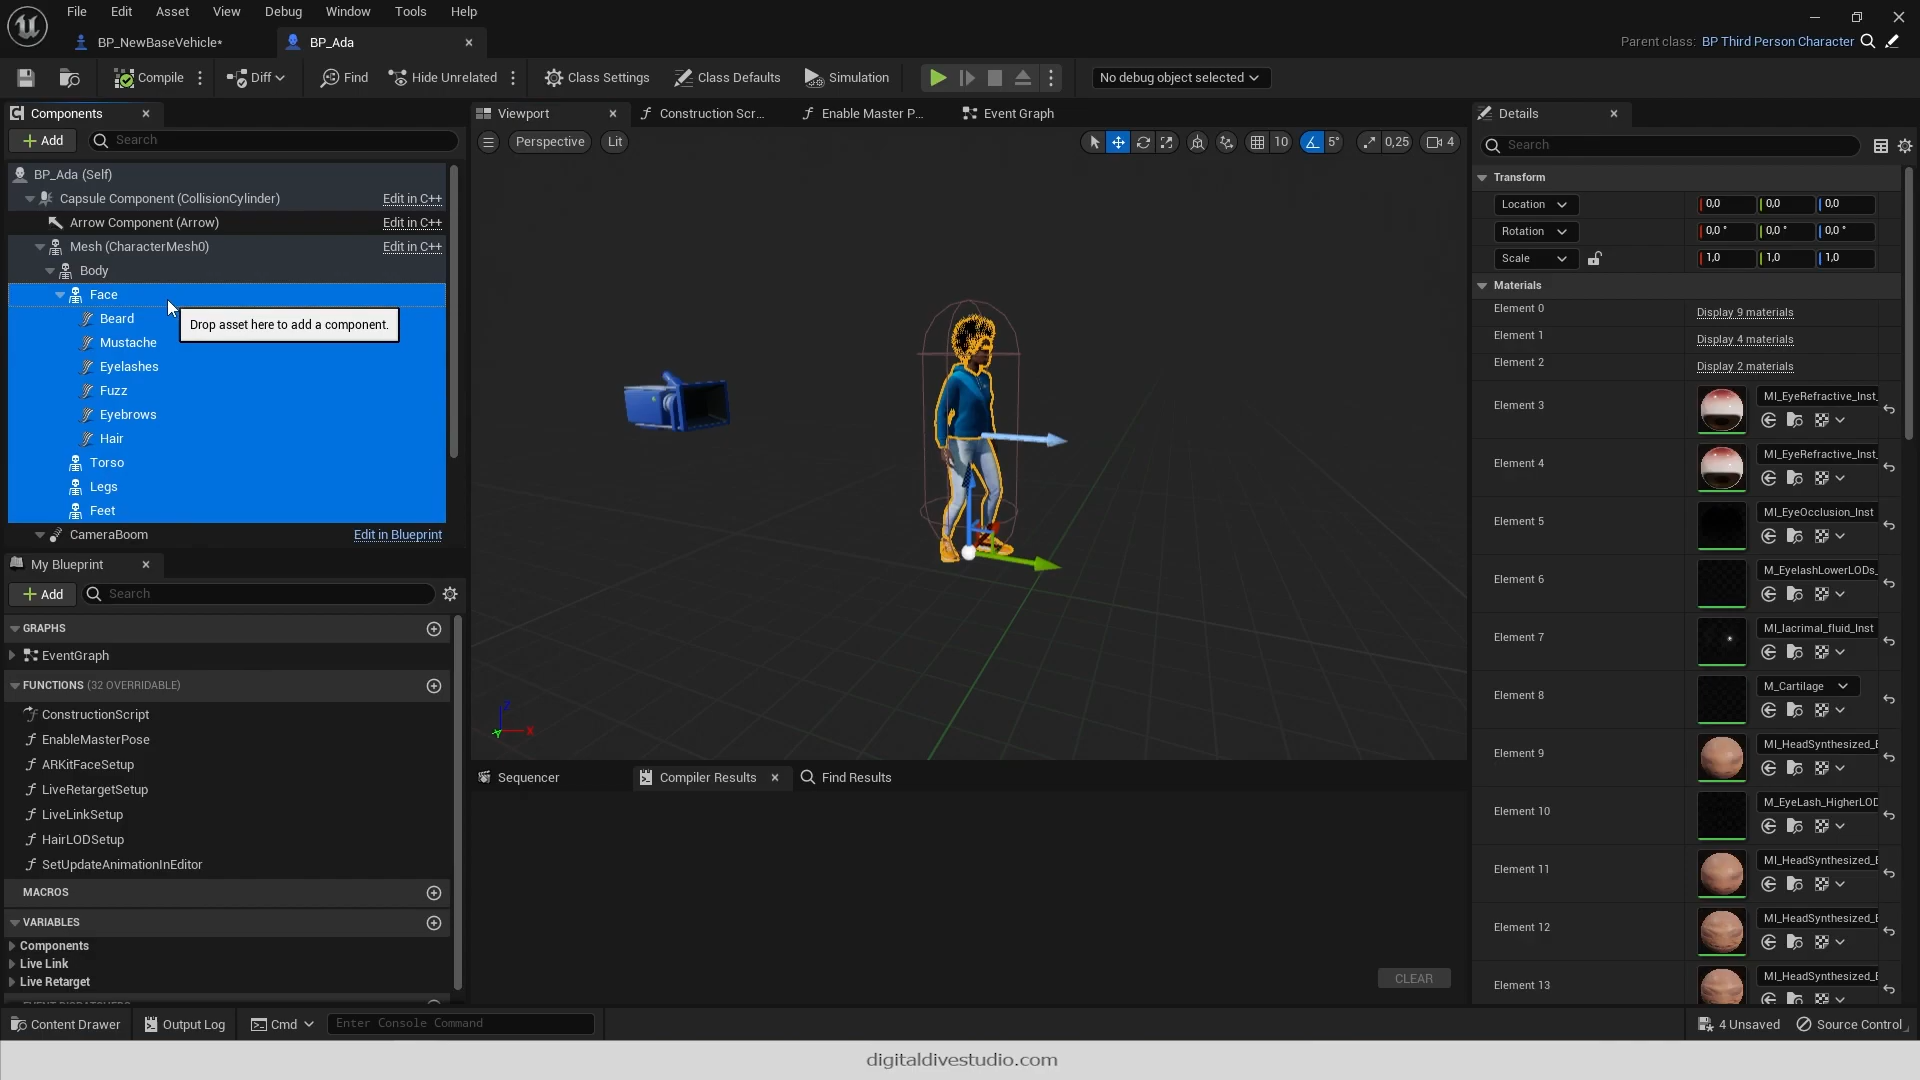 File Edit Asset View Debug Window Tools Help
BP_NewBaseVehicle*
BP_Ada
Parent class: BP Third Person Character
Compile
Diff
Find
Hide Unrelated
Class Settings
Class Defaults
Simulation
No debug object selected
Components
Add
Search
BP_Ada (Self)
Capsule Component (CollisionCylinder) Edit in C++
Arrow Component (Arrow) Edit in C++
Mesh (CharacterMesh0) Edit in C++
Body
Face
Drop asset here to add a component.
Beard
Mustache
Eyelashes
Fuzz
Eyebrows
Hair
Torso
Legs
Feet
CameraBoom Edit in Blueprint
My Blueprint
Add
Search
GRAPHS
EventGraph
FUNCTIONS (32 OVERRIDABLE)
ConstructionScript
EnableMasterPose
ARKitFaceSetup
LiveRetargetSetup
LiveLinkSetup
HairLODSetup
SetUpdateAnimationInEditor
MACROS
VARIABLES
Components
Live Link
Live Retarget
Viewport
Construction Scr...
Enable Master P...
Event Graph
Perspective
Lit
10
5°
0,25
4
Z
X
Y
Sequencer
Compiler Results
Find Results
CLEAR
Details
Search
Transform
Location 0,0 0,0 0,0
Rotation 0,0 ° 0,0 ° 0,0 °
Scale 1,0 1,0 1,0
Materials
Element 0 Display 9 materials
Element 1 Display 4 materials
Element 2 Display 2 materials
Element 3 MI_EyeRefractive_Inst_
Element 4 MI_EyeRefractive_Inst_
Element 5 MI_EyeOcclusion_Inst
Element 6 M_EyelashLowerLODs_
Element 7 MI_lacrimal_fluid_Inst
Element 8 M_Cartilage
Element 9 MI_HeadSynthesized_B
Element 10 M_EyeLash_HigherLOD
Element 11 MI_HeadSynthesized_B
Element 12 MI_HeadSynthesized_B
Element 13 MI_HeadSynthesized_B
Content Drawer
Output Log
Cmd
Enter Console Command
4 Unsaved
Source Control
digitaldivestudio.com